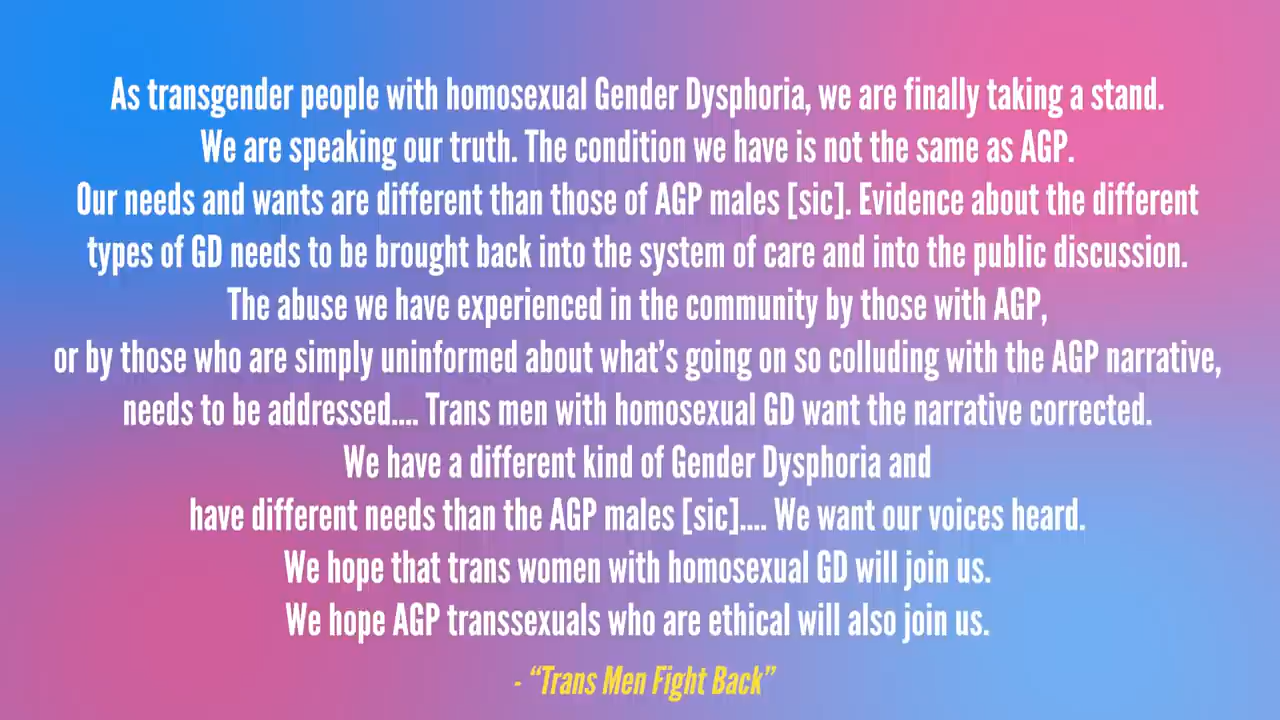 As transgender people with homosexual Gender Dysphoria, we are finally taking a stand.
We are speaking our truth. The condition we have is not the same as AGP.
Our needs and wants are different than those of AGP males [sic]. Evidence about the different
types of GD needs to be brought back into the system of care and into the public discussion.
The abuse we have experienced in the community by those with AGP,
or by those who are simply uninformed about what's going on so colluding with the AGP narrative,
needs to be addressed.... Trans men with homosexual GD want the narrative corrected.
We have a different kind of Gender Dysphoria and
have different needs than the AGP males [sic].... We want our voices heard.
We hope that trans women with homosexual GD will join us.
We hope AGP transsexuals who are ethical will also join us.
- “Trans Men Fight Back”